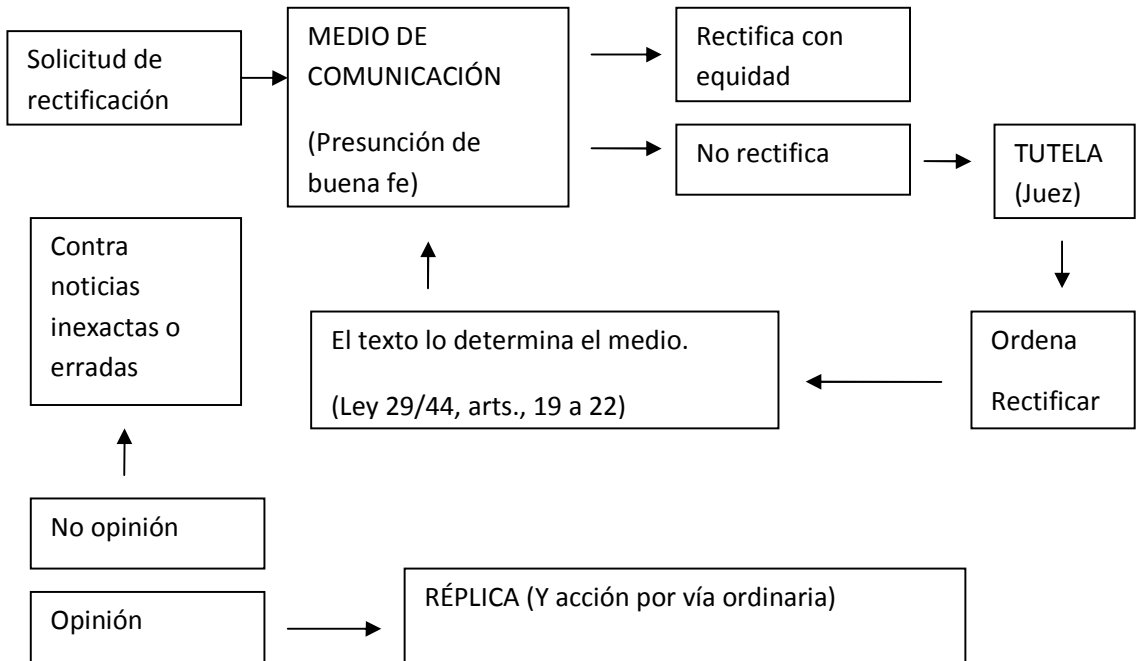 Solicitud de
rectificación
MEDIO DE
COMUNICACIÓN
(Presunción de
buena fe)
Rectifica con
equidad
No rectifica
TUTELA
(Juez)
Contra
noticias
inexactas o
erradas
El texto lo determina el medio.
(Ley 29/44, arts., 19 a 22)
Ordena
Rectificar
No opinión
Opinión
RÉPLICA (Y acción por vía ordinaria)